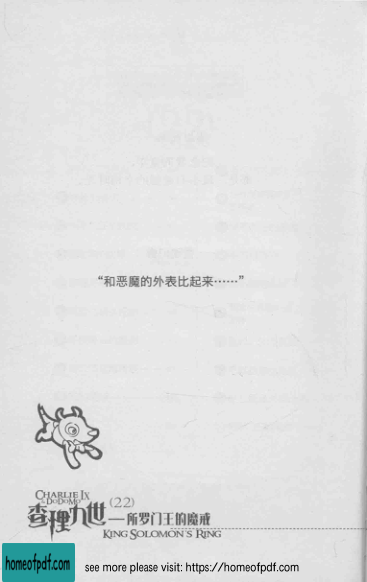 “和恶魔的外表比起来……”
CHARLIE IX
& DODOMO
查理九世 (22)
——所罗门王的魔戒
KING SOLOMON'S RING
homeofpdf.com
see more please visit: https://homeofpdf.com